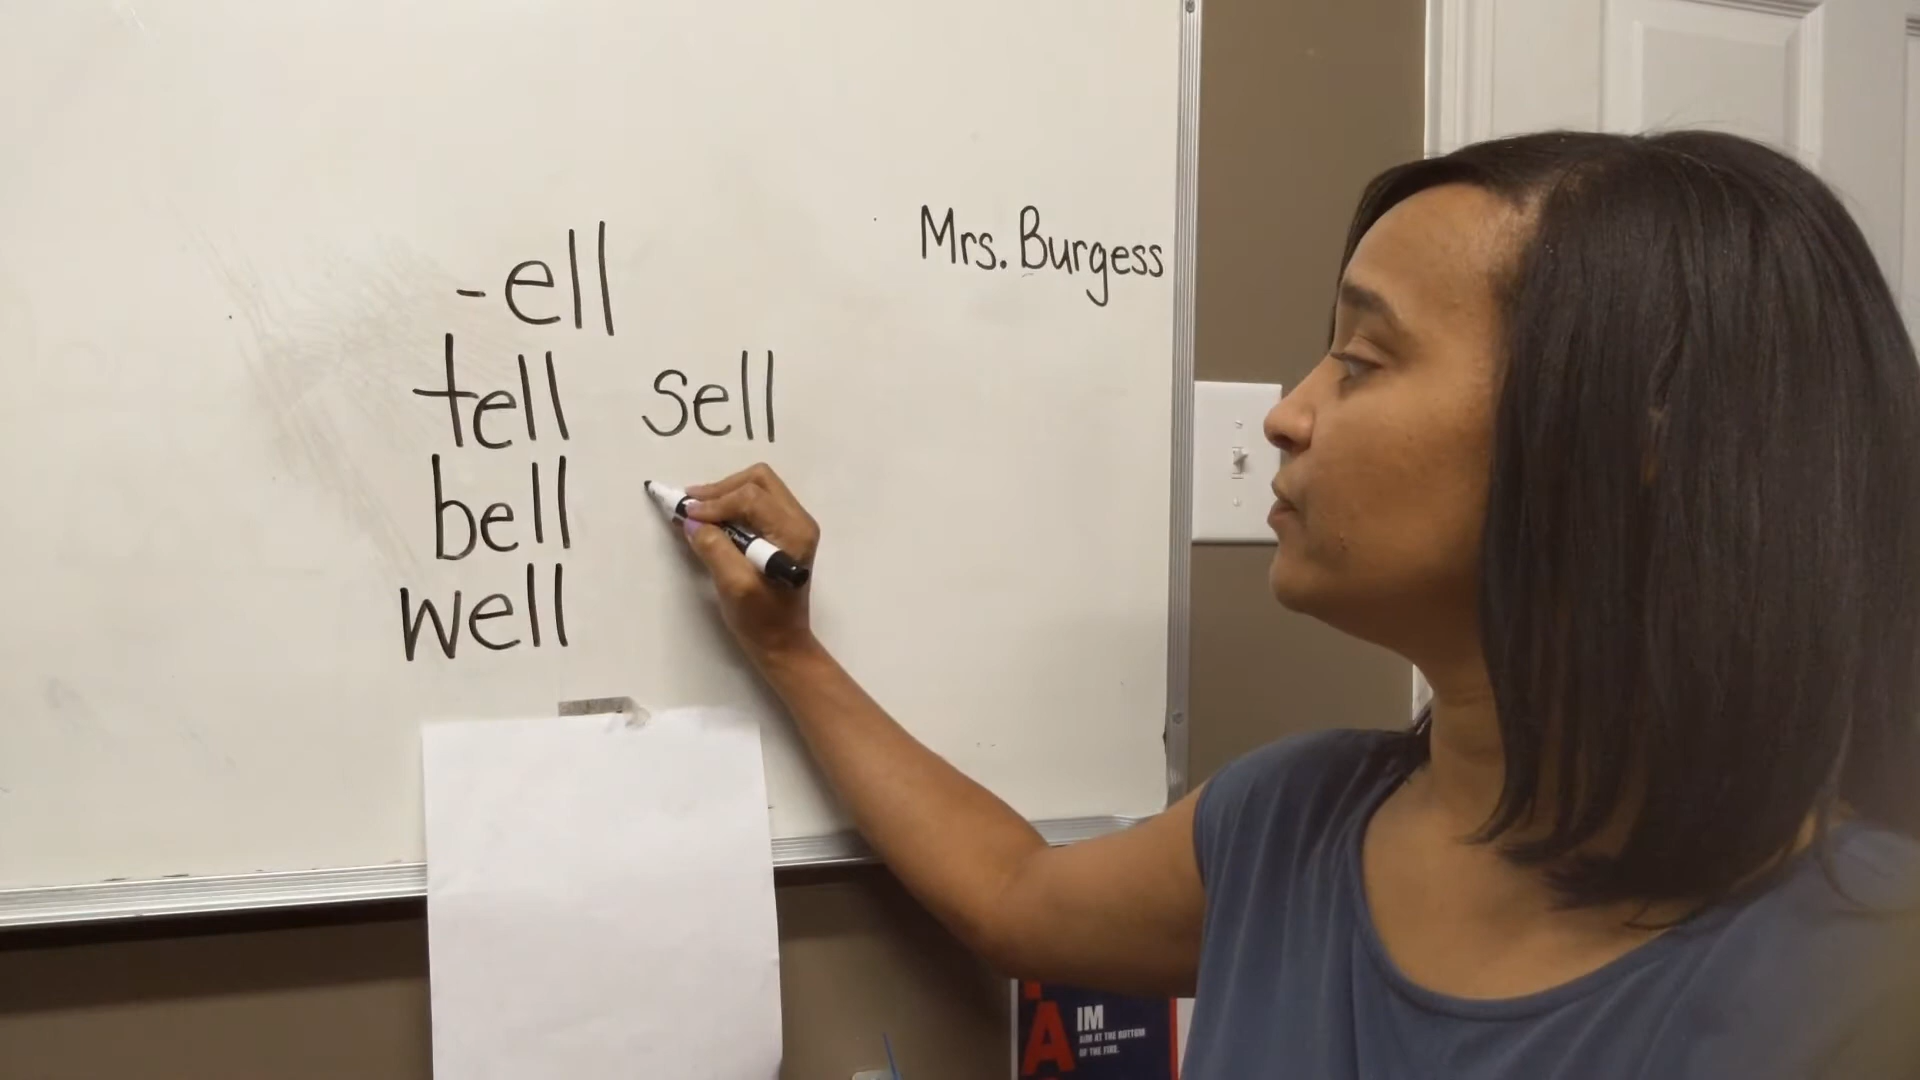 Mrs. Burgess
-ell
tell sell
bell
well
A IM
AIM AT THE BOTTOM
OF THE FIRE.